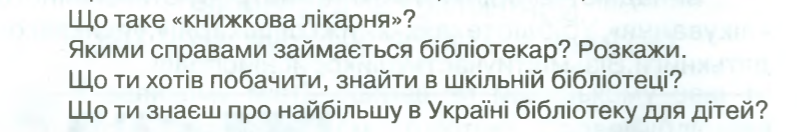 Що таке «книжкова лікарня»?
Якими справами займається бібліотекар? Розкажи.
Що ти хотів побачити, знайти в шкільній бібліотеці?
Що ти знаєш про найбільшу в Україні бібліотеку для дітей?